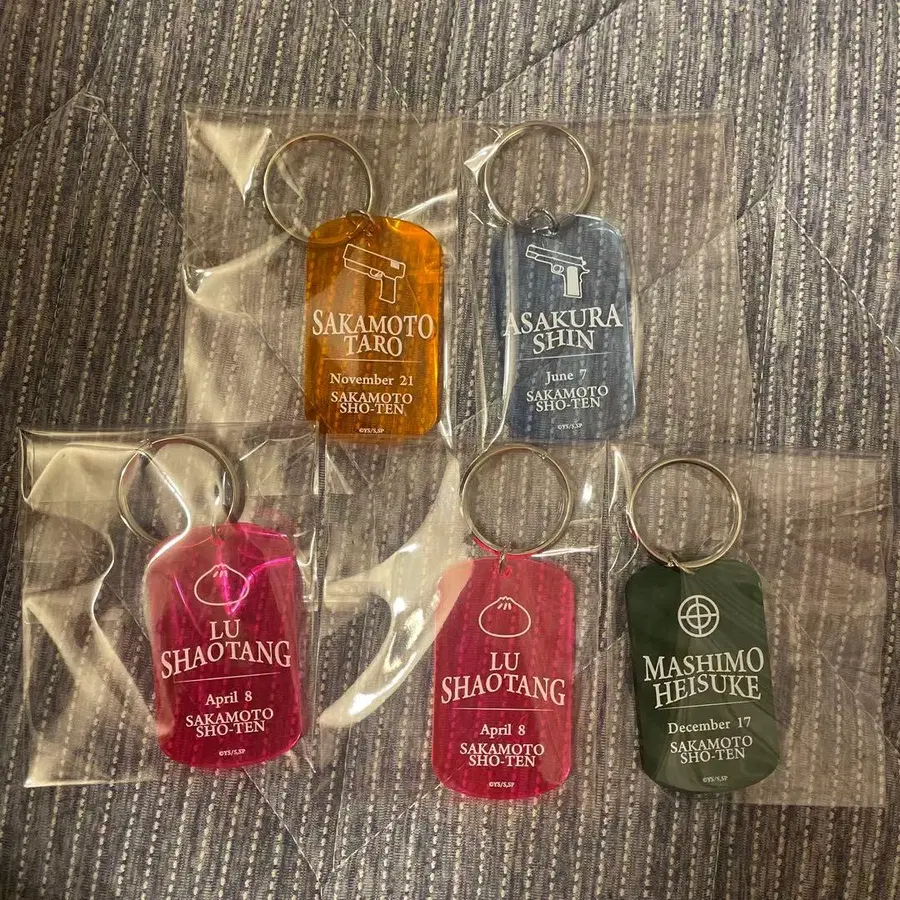 SAKAMOTO
TARO
November 21
SAKAMOTO
SHO-TEN
©YS/S,SP
ASAKURA
SHIN
June 7
SAKAMOTO
SHO-TEN
©YS/S,SP
LU
SHAOTANG
April 8
SAKAMOTO
SHO-TEN
©YS/S,SP
LU
SHAOTANG
April 8
SAKAMOTO
SHO-TEN
©YS/S,SP
MASHIMO
HEISUKE
December 17
SAKAMOTO
SHO-TEN
©YS/S,SP